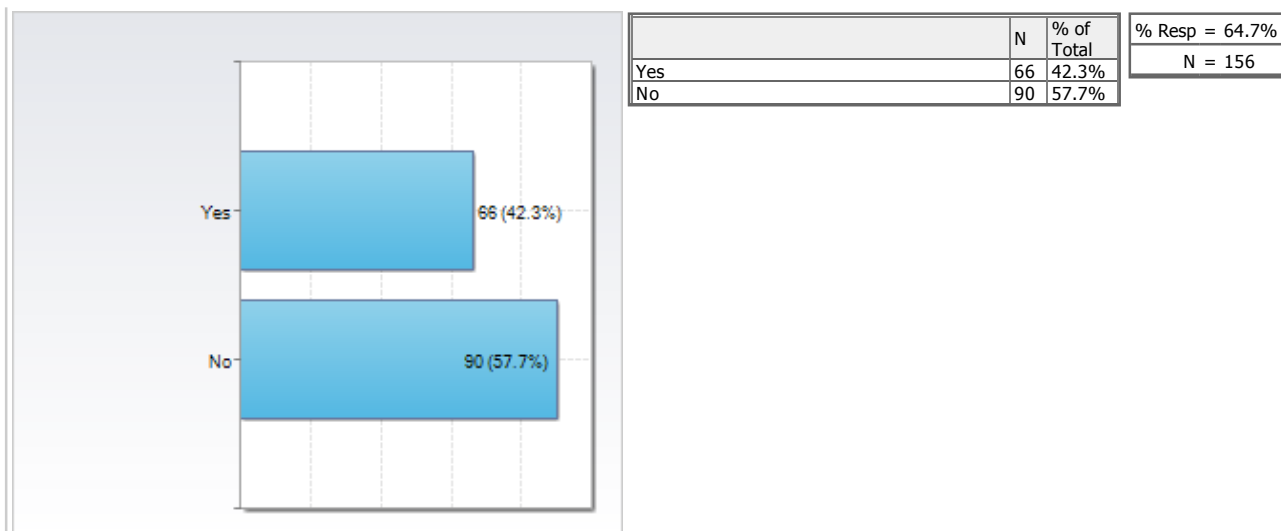 Yes
66 (42.3%)
No
90 (57.7%)
N % of
Total
Yes 66 42.3%
No 90 57.7%
% Resp = 64.7%
N = 156